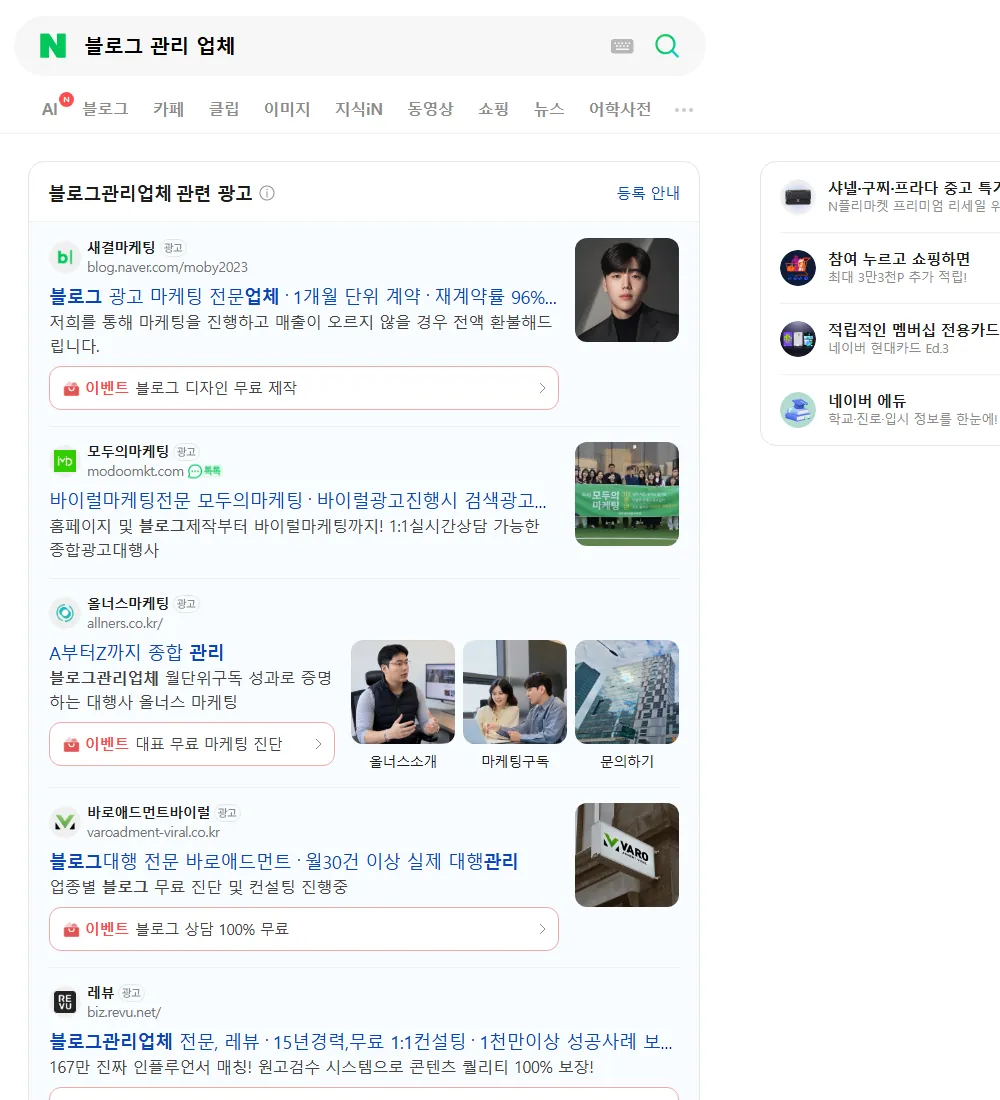 블로그 관리 업체
AI N 블로그 카페 클립 이미지 지식iN 동영상 쇼핑 뉴스 어학사전
블로그관리업체 관련 광고
등록 안내
새결마케팅 광고
blog.naver.com/moby2023
블로그 광고 마케팅 전문업체 · 1개월 단위 계약 · 재계약률 96%...
저희를 통해 마케팅을 진행하고 매출이 오르지 않을 경우 전액 환불해드
립니다.
이벤트 블로그 디자인 무료 제작
모두의마케팅 광고
modoomkt.com 톡톡
바이럴마케팅전문 모두의마케팅 · 바이럴광고진행시 검색광고...
홈페이지 및 블로그제작부터 바이럴마케팅까지! 1:1실시간상담 가능한
종합광고대행사
모두의
마케팅
올너스마케팅 광고
allners.co.kr/
A부터Z까지 종합 관리
블로그관리업체 월단위구독 성과로 증명
하는 대행사 올너스 마케팅
이벤트 대표 무료 마케팅 진단
올너스소개
마케팅구독
문의하기
바로애드먼트바이럴 광고
varoadment-viral.co.kr
블로그대행 전문 바로애드먼트 · 월30건 이상 실제 대행관리
업종별 블로그 무료 진단 및 컨설팅 진행중
이벤트 블로그 상담 100% 무료
VARO
REVU
레뷰 광고
biz.revu.net/
블로그관리업체 전문, 레뷰 · 15년경력,무료 1:1컨설팅 · 1천만이상 성공사례 보...
167만 진짜 인플루언서 매칭! 원고검수 시스템으로 콘텐츠 퀄리티 100% 보장!
샤넬·구찌·프라다 중고 특가
N플리마켓 프리미엄 리세일 위
참여 누르고 쇼핑하면
최대 3만3천P 추가 적립!
적립적인 멤버십 전용카드
네이버 현대카드 Ed.3
네이버 에듀
학교·진로·입시 정보를 한눈에!